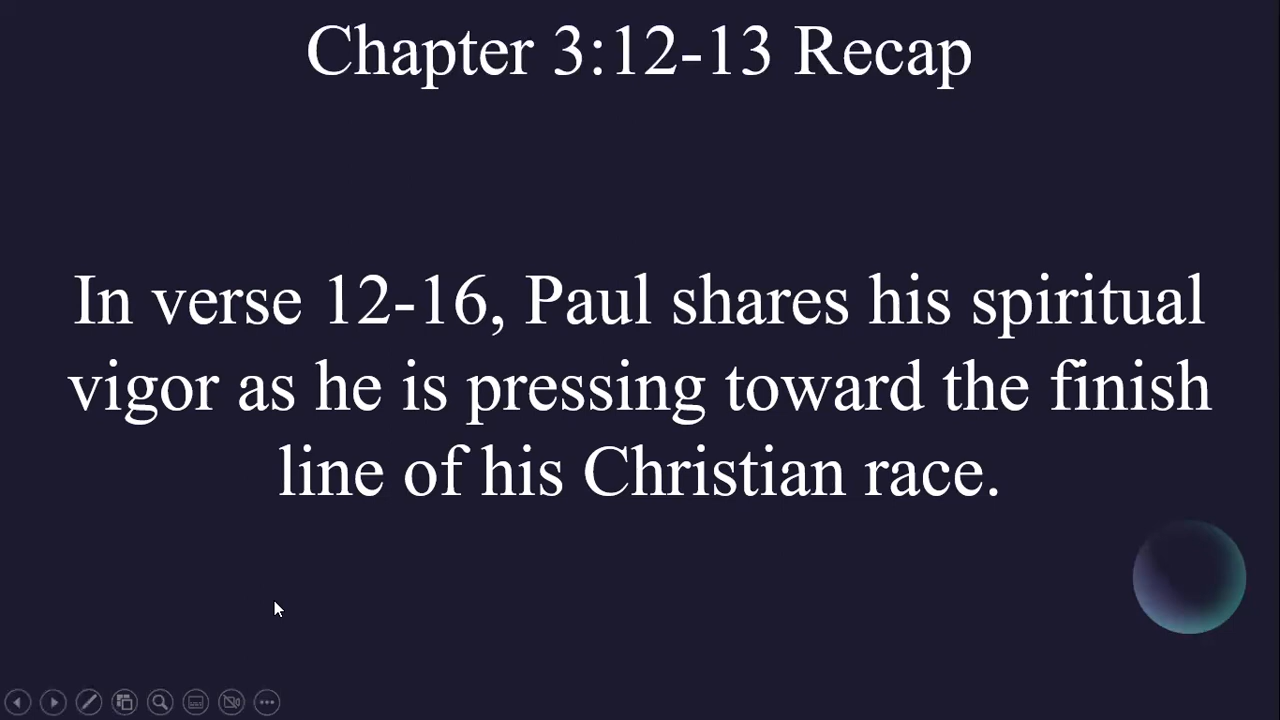 Chapter 3:12-13 Recap
In verse 12-16, Paul shares his spiritual
vigor as he is pressing toward the finish
line of his Christian race.